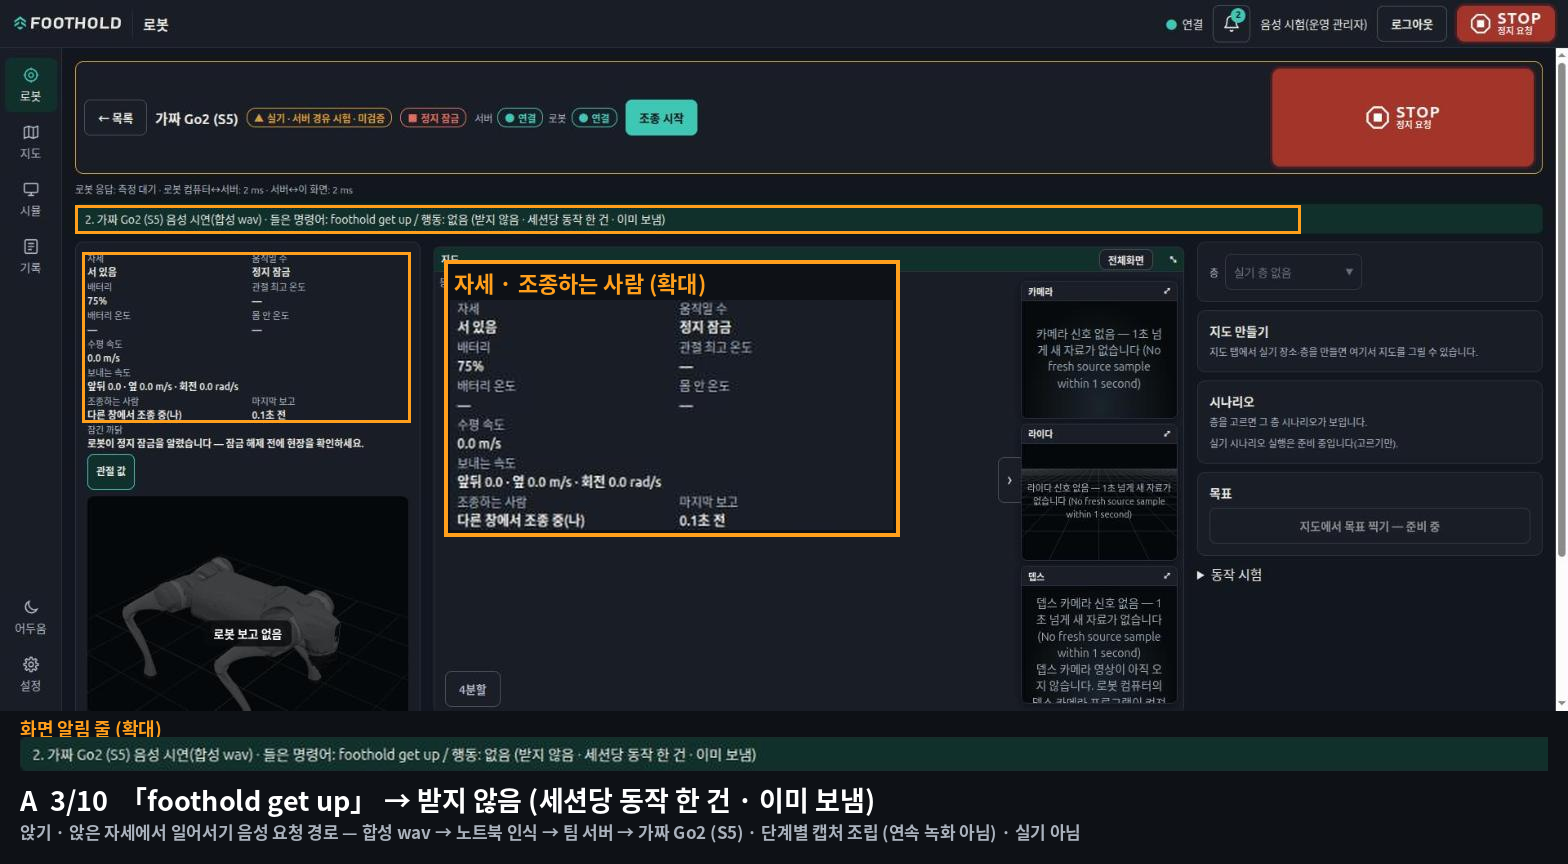 FOOTHOLD
로봇
연결
2
음성 시험(운영 관리자)
로그아웃
STOP
정지 요청
로봇
지도
시뮬
기록
어두움
설정
← 목록
가짜 Go2 (S5)
▲ 실기 · 서버 경유 시험 · 미검증
■ 정지 잠금
서버
● 연결
로봇
● 연결
조종 시작
STOP
정지 요청
로봇 응답: 측정 대기 · 로봇 컴퓨터↔서버: 2 ms · 서버↔이 화면: 2 ms
2. 가짜 Go2 (S5) 음성 시연(합성 wav) · 들은 명령어: foothold get up / 행동: 없음 (받지 않음 · 세션당 동작 한 건 · 이미 보냄)
자세
움직일 수
서 있음
정지 잠금
배터리
관절 최고 온도
75%
—
배터리 온도
몸 안 온도
—
—
수평 속도
0.0 m/s
보내는 속도
앞뒤 0.0 · 옆 0.0 m/s · 회전 0.0 rad/s
조종하는 사람
마지막 보고
다른 창에서 조종 중(나)
0.1초 전
잠긴 까닭
로봇이 정지 잠금을 알렸습니다 — 잠금 해제 전에 현장을 확인하세요.
관절 값
로봇 보고 없음
전체화면
자세 · 조종하는 사람 (확대)
자세
움직일 수
서 있음
정지 잠금
배터리
관절 최고 온도
75%
—
배터리 온도
몸 안 온도
—
—
수평 속도
0.0 m/s
보내는 속도
앞뒤 0.0 · 옆 0.0 m/s · 회전 0.0 rad/s
조종하는 사람
마지막 보고
다른 창에서 조종 중(나)
0.1초 전
4분할
카메라
카메라 신호 없음 — 1초 넘
게 새 자료가 없습니다 (No
fresh source sample
within 1 second)
라이다
라이다 신호 없음 — 1초 넘게 새 자료가
없습니다 (No fresh source sample
within 1 second)
뎁스
뎁스 카메라 신호 없음 — 1
초 넘게 새 자료가 없습니다
(No fresh source sample
within 1 second)
뎁스 카메라 영상이 아직 오
지 않습니다. 로봇 컴퓨터의
뎁스 카메라 프로그램이 켜져
층
실기 층 없음
지도 만들기
지도 탭에서 실기 장소·층을 만들면 여기서 지도를 그릴 수 있습니다.
시나리오
층을 고르면 그 층 시나리오가 보입니다.
실기 시나리오 실행은 준비 중입니다(고르기만).
목표
지도에서 목표 찍기 — 준비 중
▶ 동작 시험
화면 알림 줄 (확대)
2. 가짜 Go2 (S5) 음성 시연(합성 wav) · 들은 명령어: foothold get up / 행동: 없음 (받지 않음 · 세션당 동작 한 건 · 이미 보냄)
A 3/10 「foothold get up」 → 받지 않음 (세션당 동작 한 건 · 이미 보냄)
앉기 · 앉은 자세에서 일어서기 음성 요청 경로 — 합성 wav → 노트북 인식 → 팀 서버 → 가짜 Go2 (S5) · 단계별 캡처 조립 (연속 녹화 아님) · 실기 아님